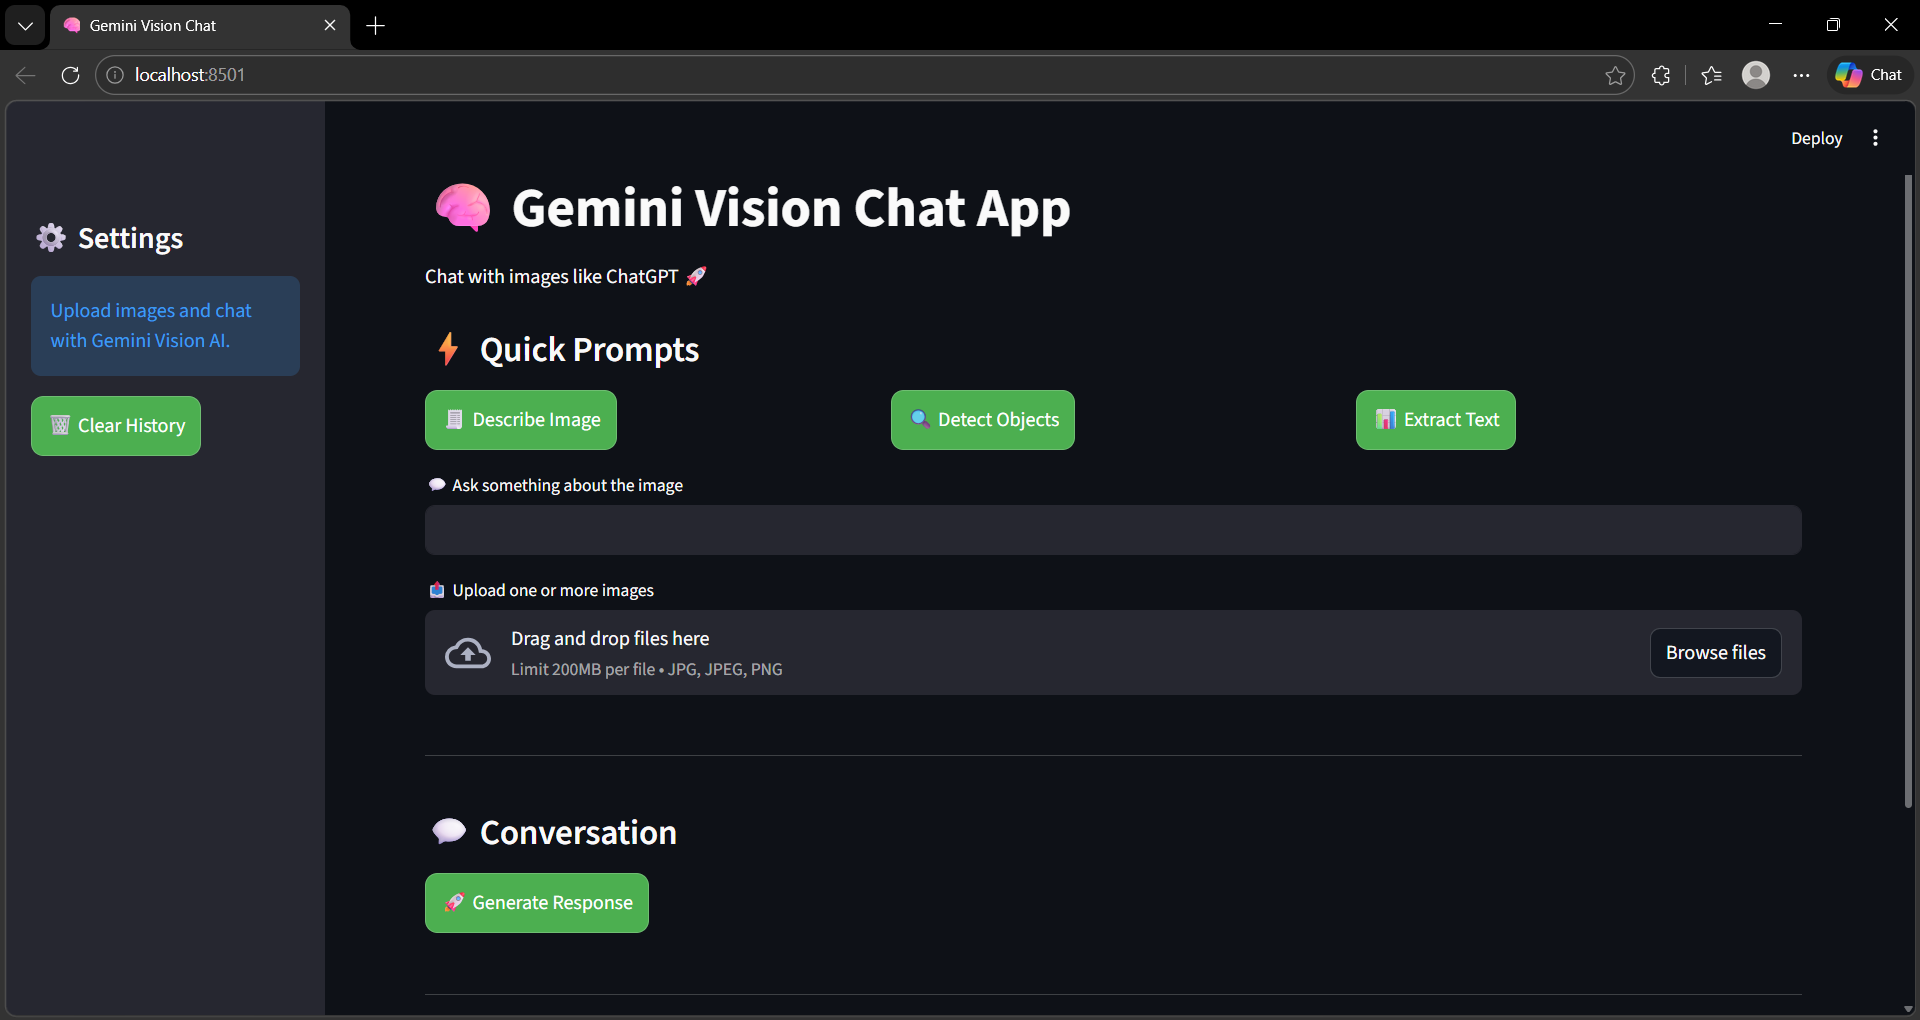 Gemini Vision Chat
localhost:8501
Chat
Deploy
Settings
Upload images and chat
with Gemini Vision AI.
Clear History
Gemini Vision Chat App
Chat with images like ChatGPT 🚀
Quick Prompts
Describe Image
Detect Objects
Extract Text
Ask something about the image
Upload one or more images
Drag and drop files here
Limit 200MB per file • JPG, JPEG, PNG
Browse files
Conversation
Generate Response